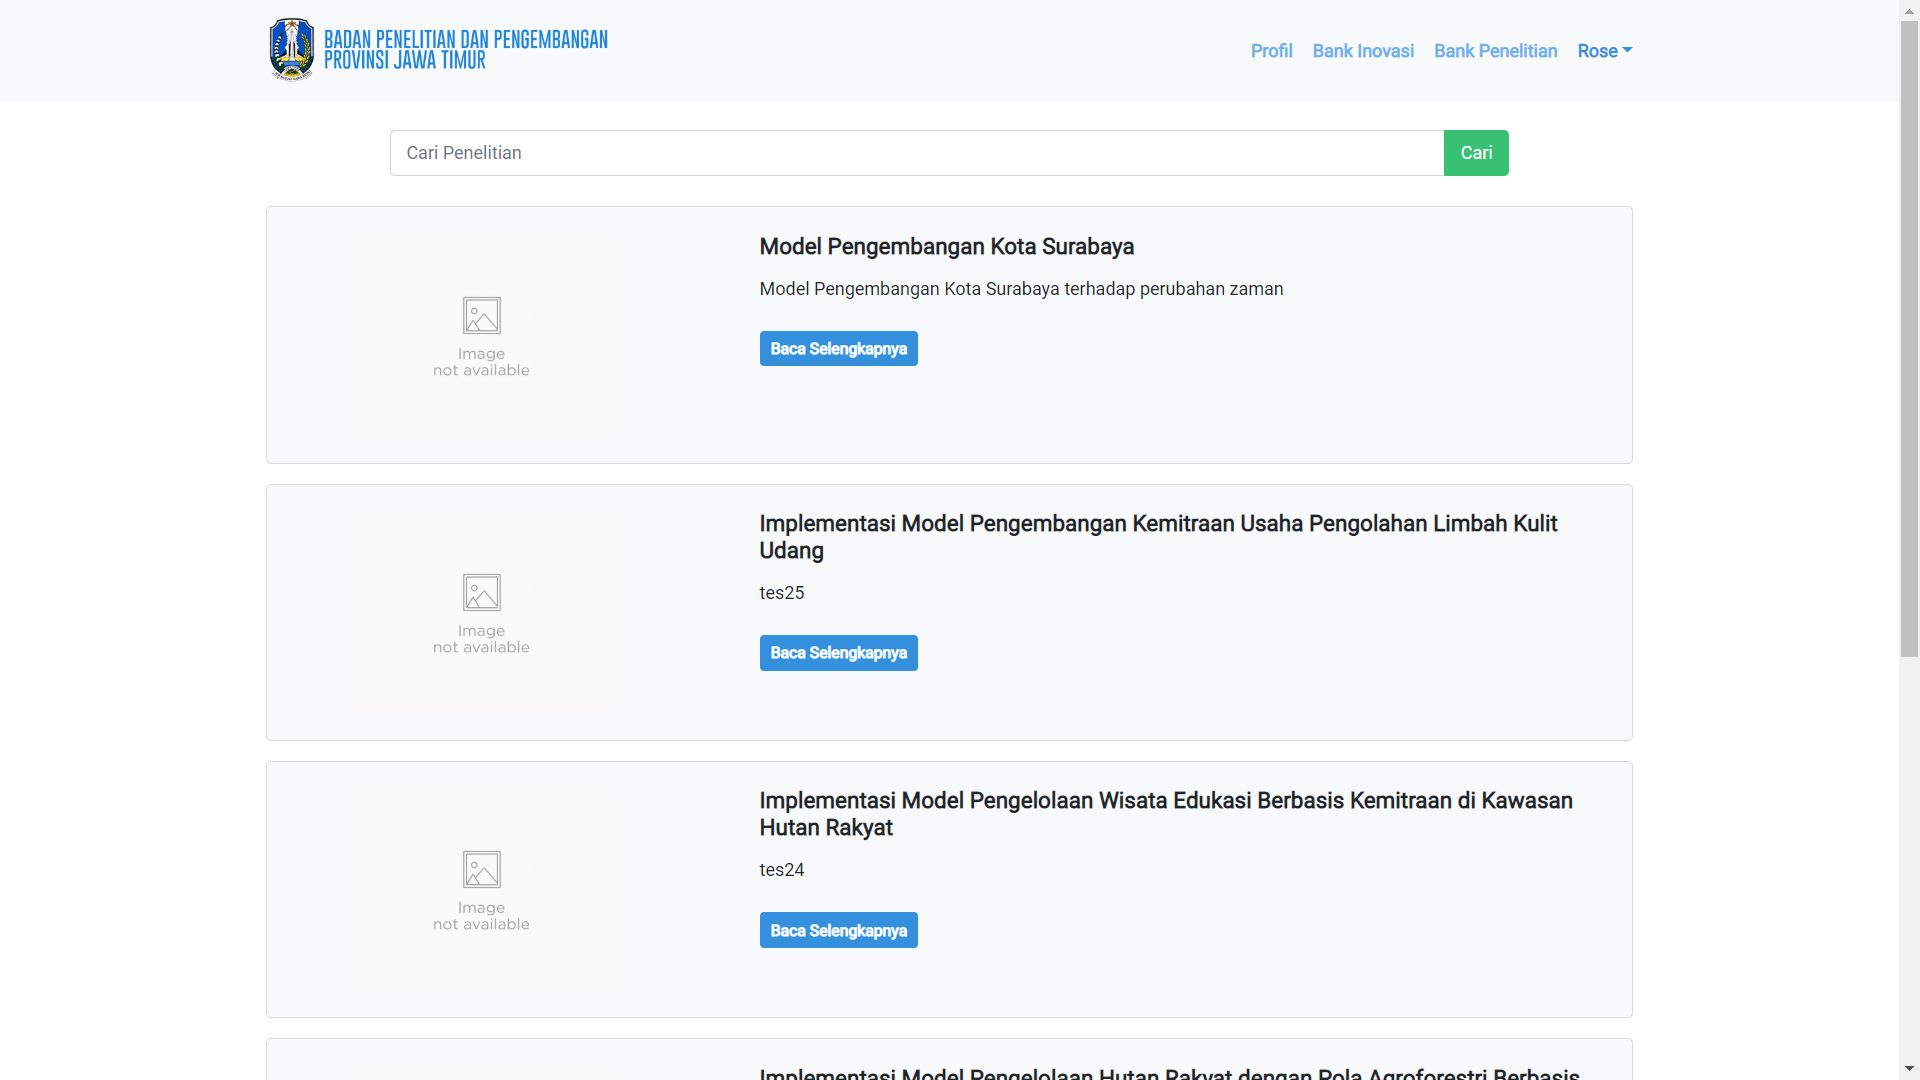 BADAN PENELITIAN DAN PENGEMBANGAN
PROVINSI JAWA TIMUR
Profil
Bank Inovasi
Bank Penelitian
Rose
Cari Penelitian
Cari
Image
not available
Model Pengembangan Kota Surabaya
Model Pengembangan Kota Surabaya terhadap perubahan zaman
Baca Selengkapnya
Image
not available
Implementasi Model Pengembangan Kemitraan Usaha Pengolahan Limbah Kulit
Udang
tes25
Baca Selengkapnya
Image
not available
Implementasi Model Pengelolaan Wisata Edukasi Berbasis Kemitraan di Kawasan
Hutan Rakyat
tes24
Baca Selengkapnya
Implementasi Model Pengelolaan Hutan Rakyat dengan Pola Agroforestri Berbasis